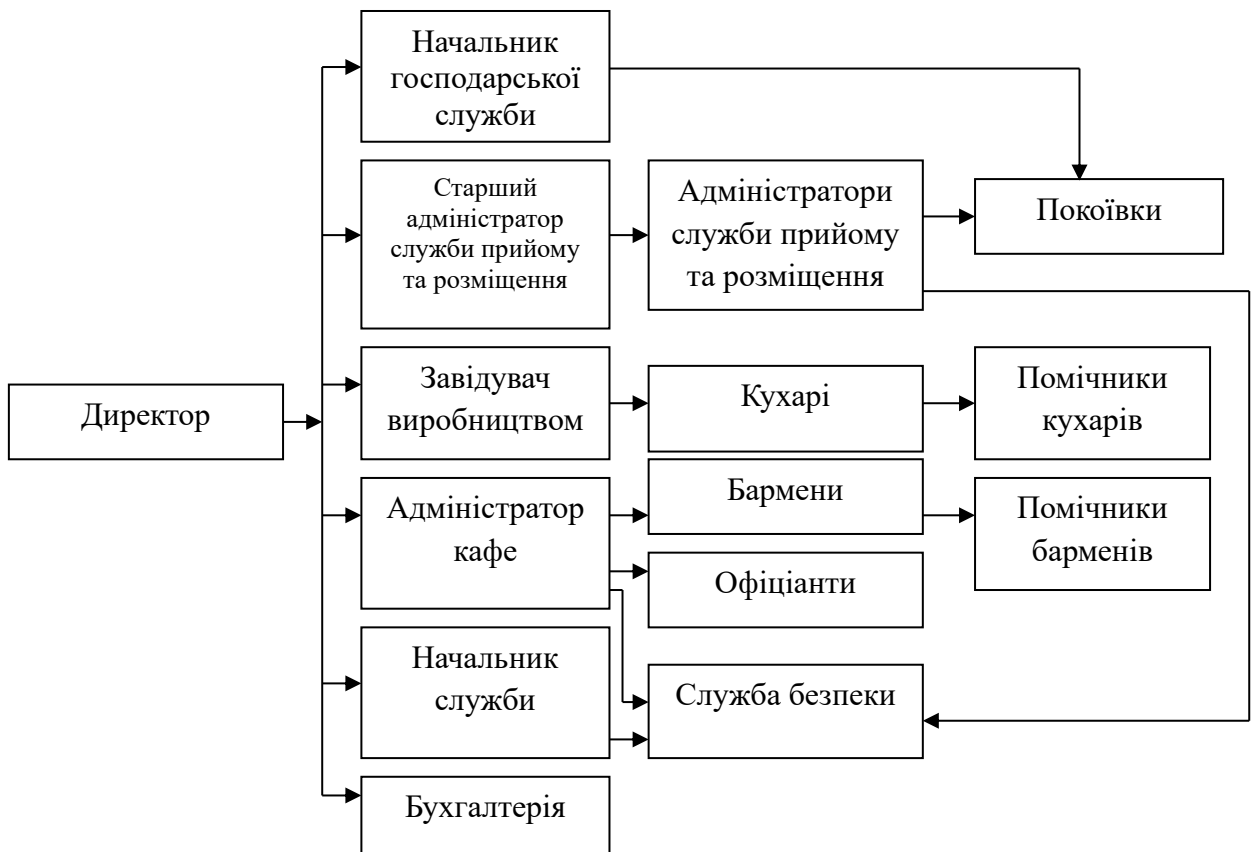 Начальник
господарської
служби
Старший
адміністратор
служби прийому
та розміщення
Адміністратори
служби прийому
та розміщення
Покоївки
Директор
Завідувач
виробництвом
Кухарі
Помічники
кухарів
Адміністратор
кафе
Бармени
Помічники
барменів
Офіціанти
Начальник
служби
Служба безпеки
Бухгалтерія